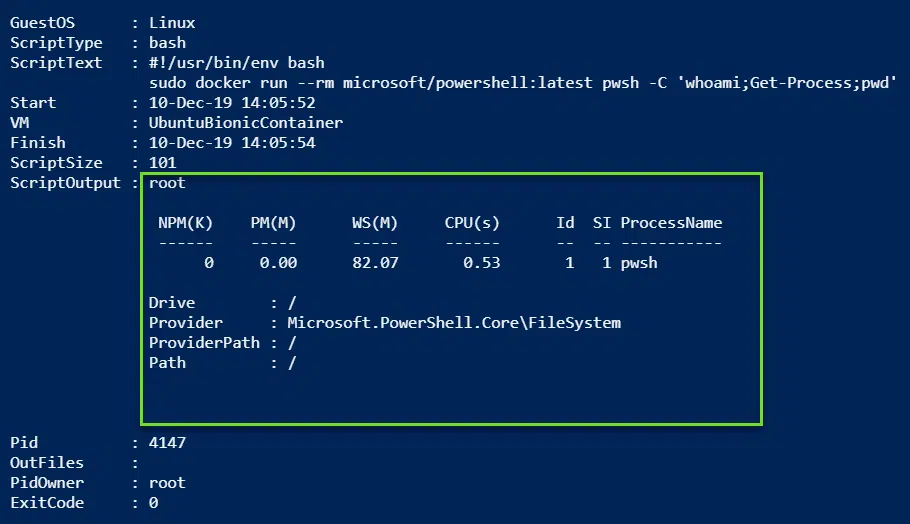 GuestOS      : Linux
ScriptType   : bash
ScriptText   : #!/usr/bin/env bash
               sudo docker run --rm microsoft/powershell:latest pwsh -C 'whoami;Get-Process;pwd'
Start        : 10-Dec-19 14:05:52
VM           : UbuntuBionicContainer
Finish       : 10-Dec-19 14:05:54
ScriptSize   : 101
ScriptOutput : root
                NPM(K)    PM(M)      WS(M)     CPU(s)      Id  SI ProcessName
                ------    -----      -----     ------      --  -- -----------
                     0     0.00      82.07       0.53       1   1 pwsh
               Drive        : /
               Provider     : Microsoft.PowerShell.Core\FileSystem
               ProviderPath : /
               Path         : /
Pid          : 4147
OutFiles     :
PidOwner     : root
ExitCode     : 0